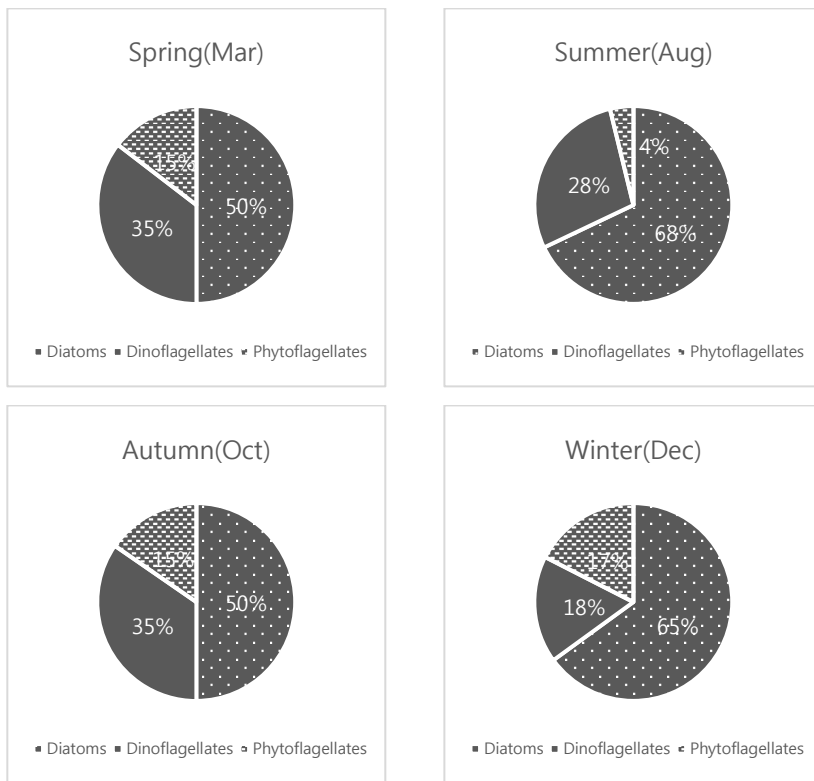 Spring(Mar)
15%
50%
35%
Diatoms Dinoflagellates Phytoflagellates
Summer(Aug)
4%
28%
68%
Diatoms Dinoflagellates Phytoflagellates
Autumn(Oct)
15%
50%
35%
Diatoms Dinoflagellates Phytoflagellates
Winter(Dec)
17%
18%
65%
Diatoms Dinoflagellates Phytoflagellates